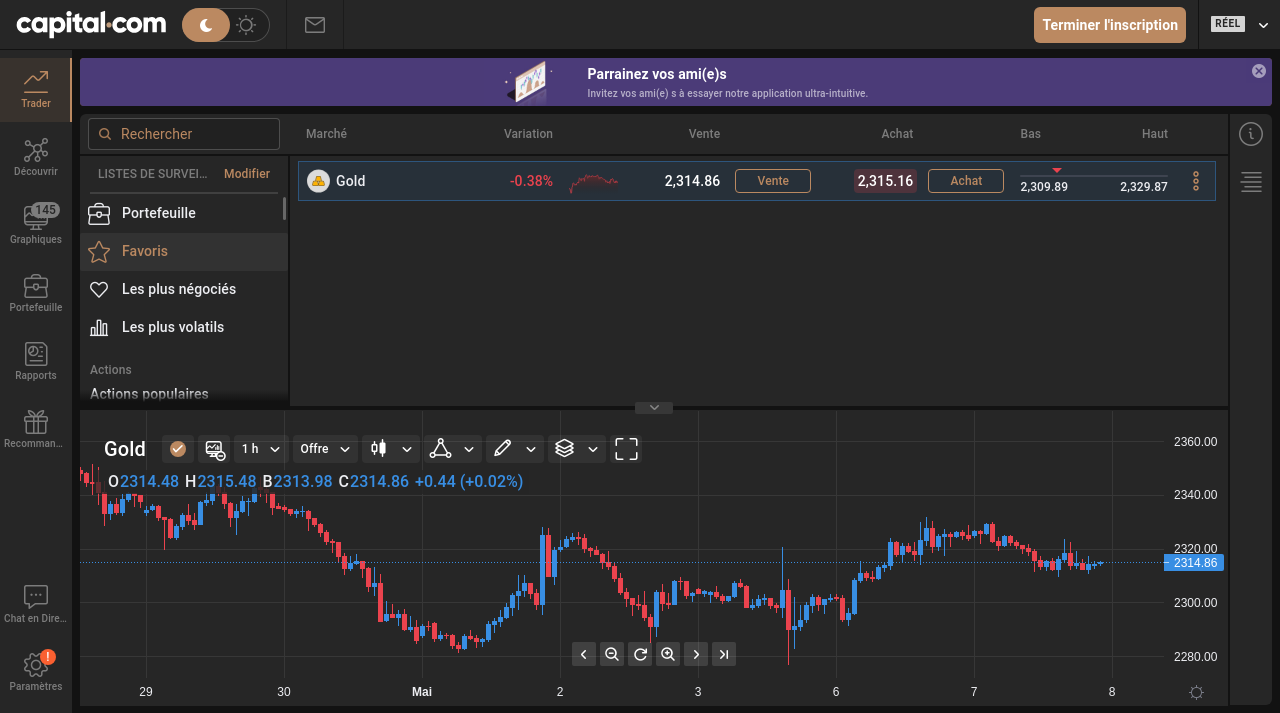 capital.com
Terminer l'inscription
RÉEL
Trader
Découvrir
145
Graphiques
Portefeuille
Rapports
Recomman...
Chat en Dire...
!
Paramètres
Parrainez vos ami(e)s
Invitez vos ami(e) s à essayer notre application ultra-intuitive.
Rechercher
Marché Variation Vente Achat Bas Haut
LISTES DE SURVEI... Modifier
Portefeuille
Favoris
Les plus négociés
Les plus volatils
Actions
Actions populaires
Gold -0.38% 2,314.86 Vente 2,315.16 Achat 2,309.89 2,329.87
Gold 1 h Offre
O2314.48 H2315.48 B2313.98 C2314.86 +0.44 (+0.02%)
2360.00
2340.00
2320.00
2314.86
2300.00
2280.00
29 30 Mai 2 3 6 7 8